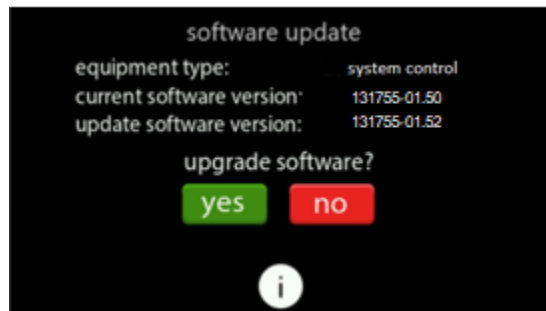 software update
equipment type: system control
current software version: 131755-01.50
update software version: 131755-01.52
upgrade software?
yes no
i